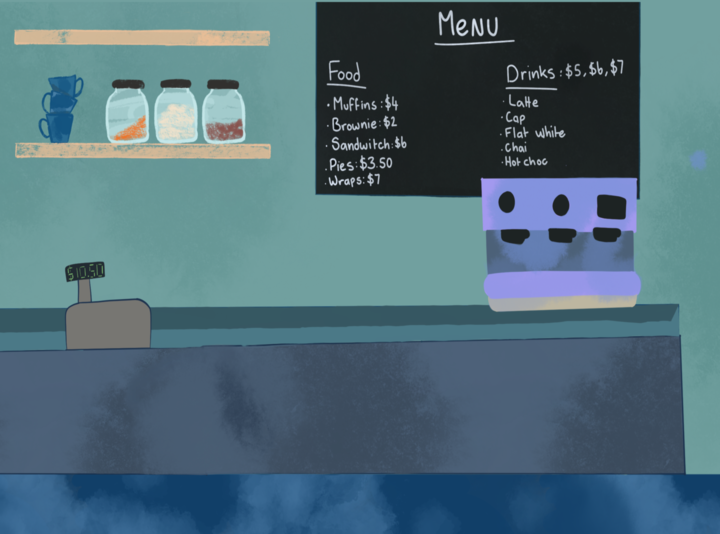 Menu
Food
· Muffins: $4
· Brownie: $2
· Sandwitch: $6
· Pies: $3.50
· Wraps: $7
Drinks: $5, $6, $7
· Latte
· Cap
· Flat White
· Chai
· Hot choc
$10.50